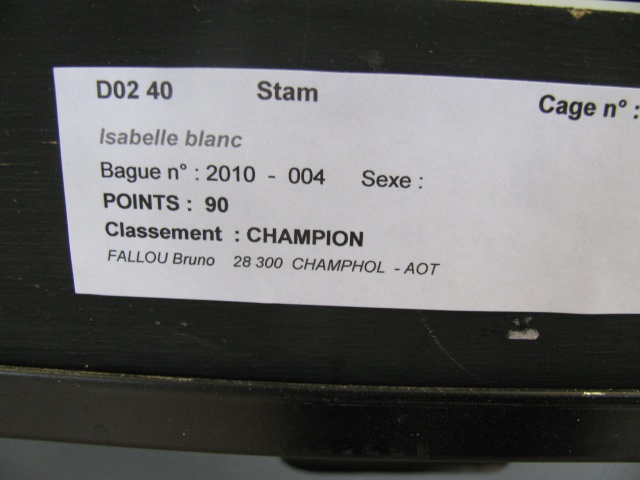 D02 40 Stam Cage n° :
Isabelle blanc
Bague n° : 2010 - 004 Sexe :
POINTS : 90
Classement : CHAMPION
FALLOU Bruno 28 300 CHAMPHOL - AOT